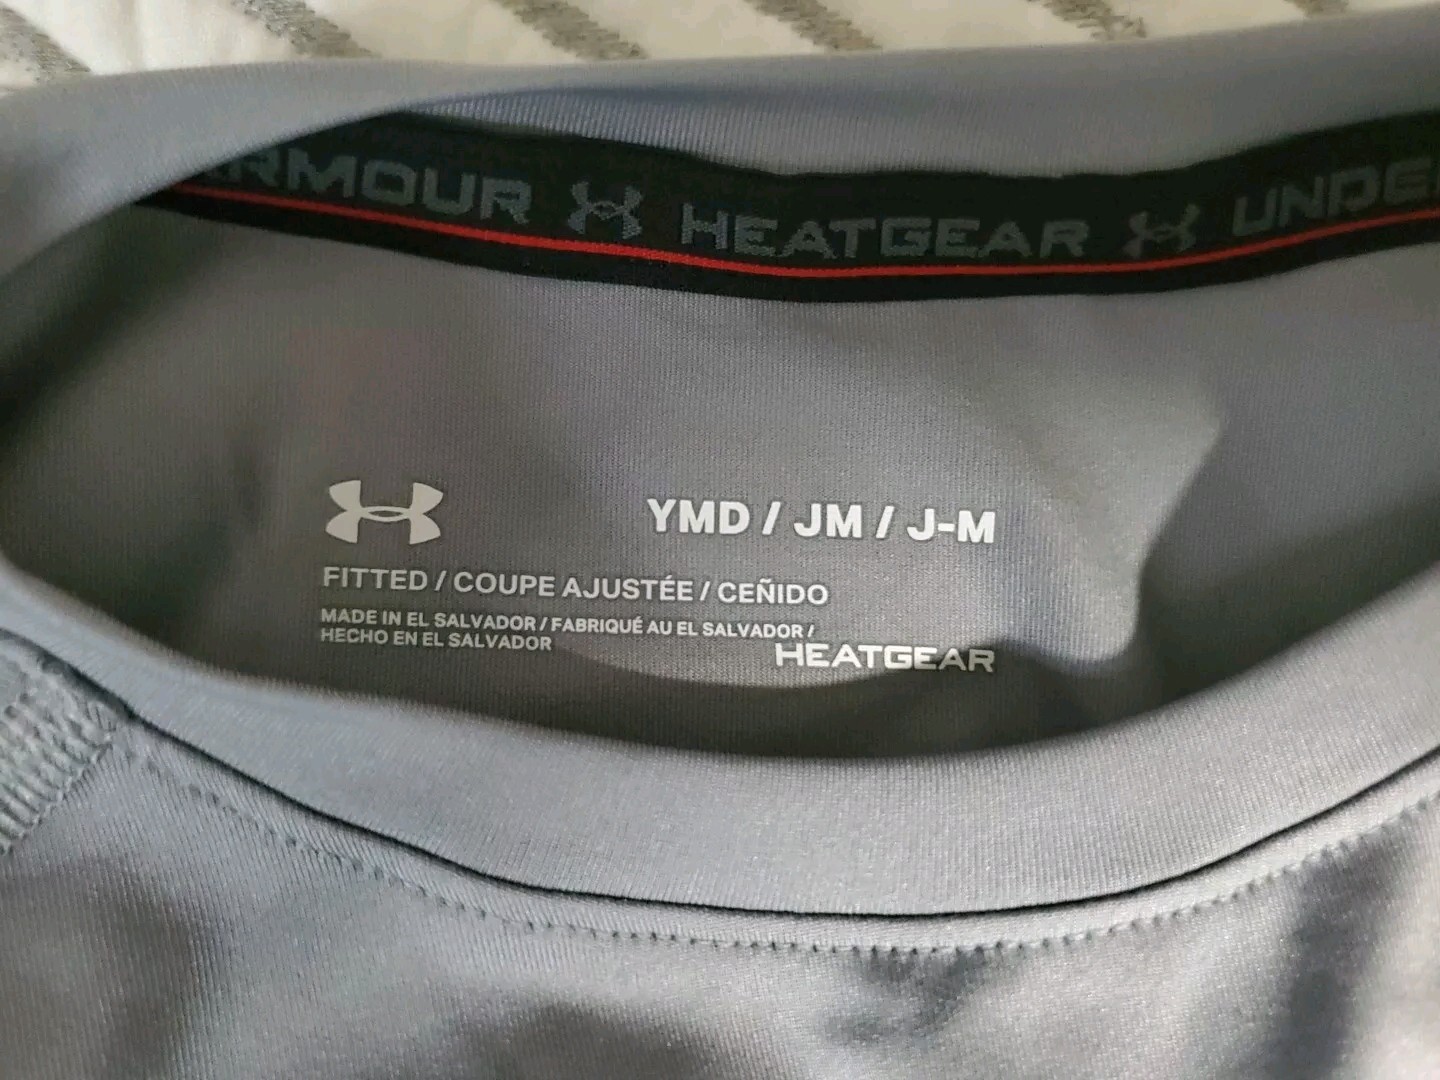 ARMOUR HEATGEAR UNDE
YMD / JM / J-M
FITTED / COUPE AJUSTÉE / CEÑIDO
MADE IN EL SALVADOR / FABRIQUÉ AU EL SALVADOR /
HECHO EN EL SALVADOR
HEATGEAR